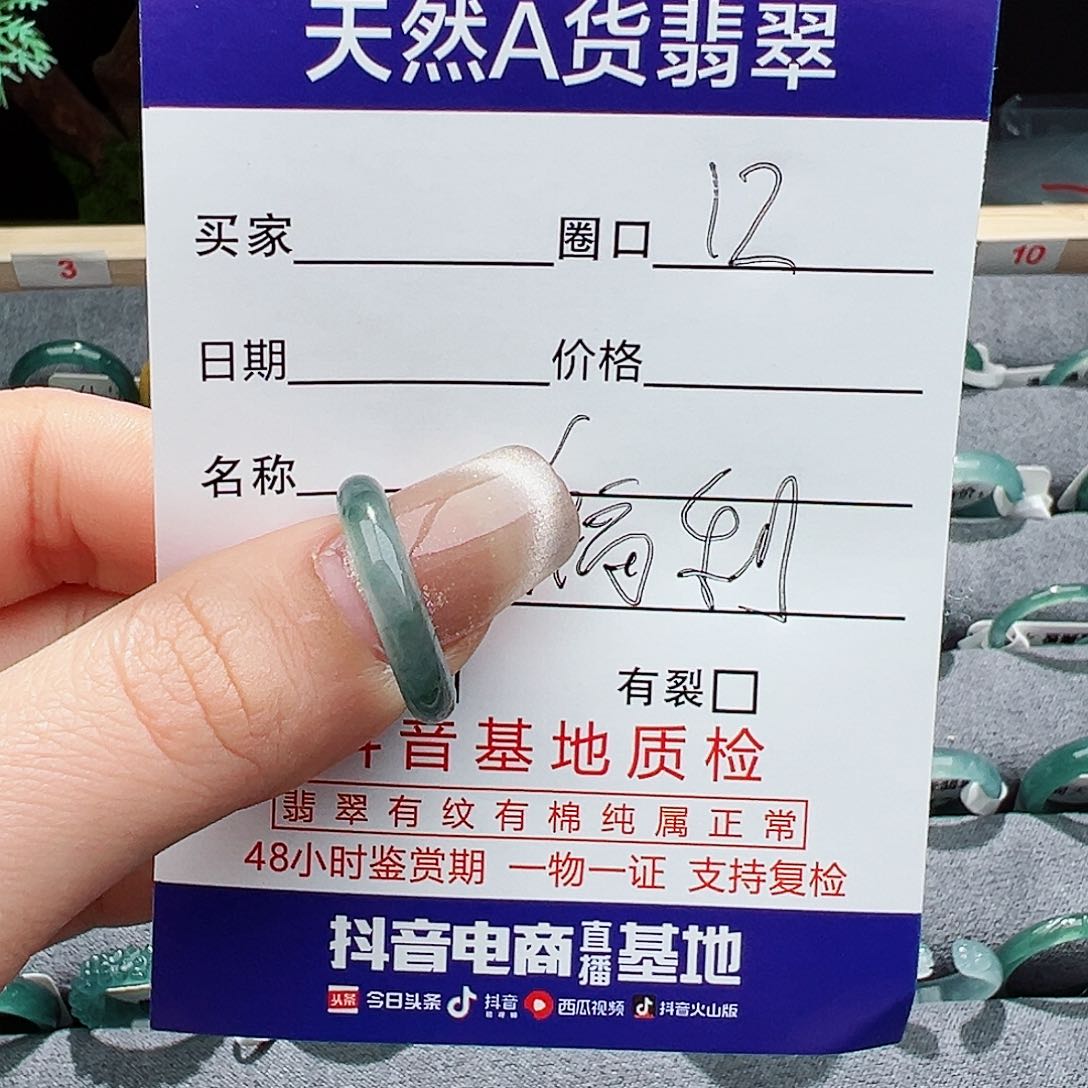 天然A货翡翠
买家 圈口 12
3
10
日期 价格
名称
有裂
音基地质检
翡翠有纹有棉纯属正常
48小时鉴赏期 一物一证 支持复检
抖音电商直播基地
头条 今日头条 抖音 西瓜视频 抖音火山版